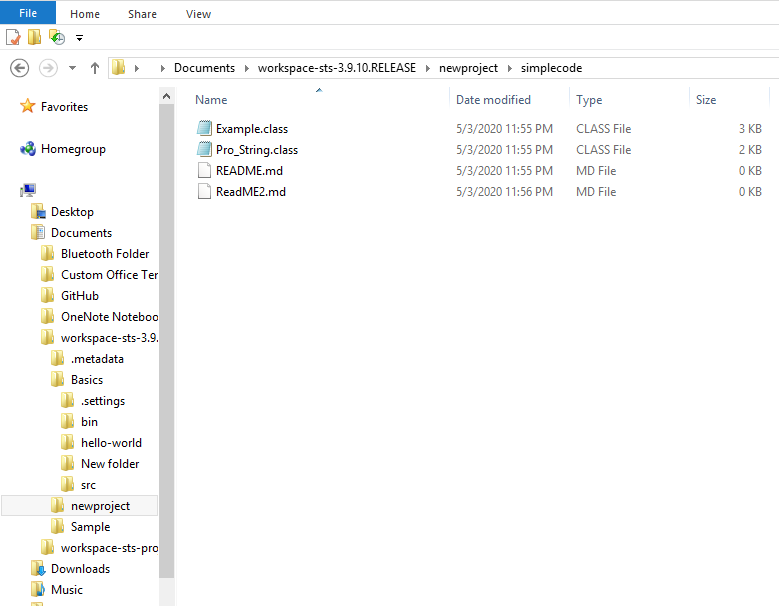 File Home Share View
Documents workspace-sts-3.9.10.RELEASE newproject simplecode
Name Date modified Type Size
Example.class 5/3/2020 11:55 PM CLASS File 3 KB
Pro_String.class 5/3/2020 11:55 PM CLASS File 2 KB
README.md 5/3/2020 11:55 PM MD File 0 KB
ReadME2.md 5/3/2020 11:56 PM MD File 0 KB
Favorites
Homegroup
Desktop
Documents
Bluetooth Folder
Custom Office Ter
GitHub
OneNote Noteboo
workspace-sts-3.9.
.metadata
Basics
.settings
bin
hello-world
New folder
src
newproject
Sample
workspace-sts-pro
Downloads
Music